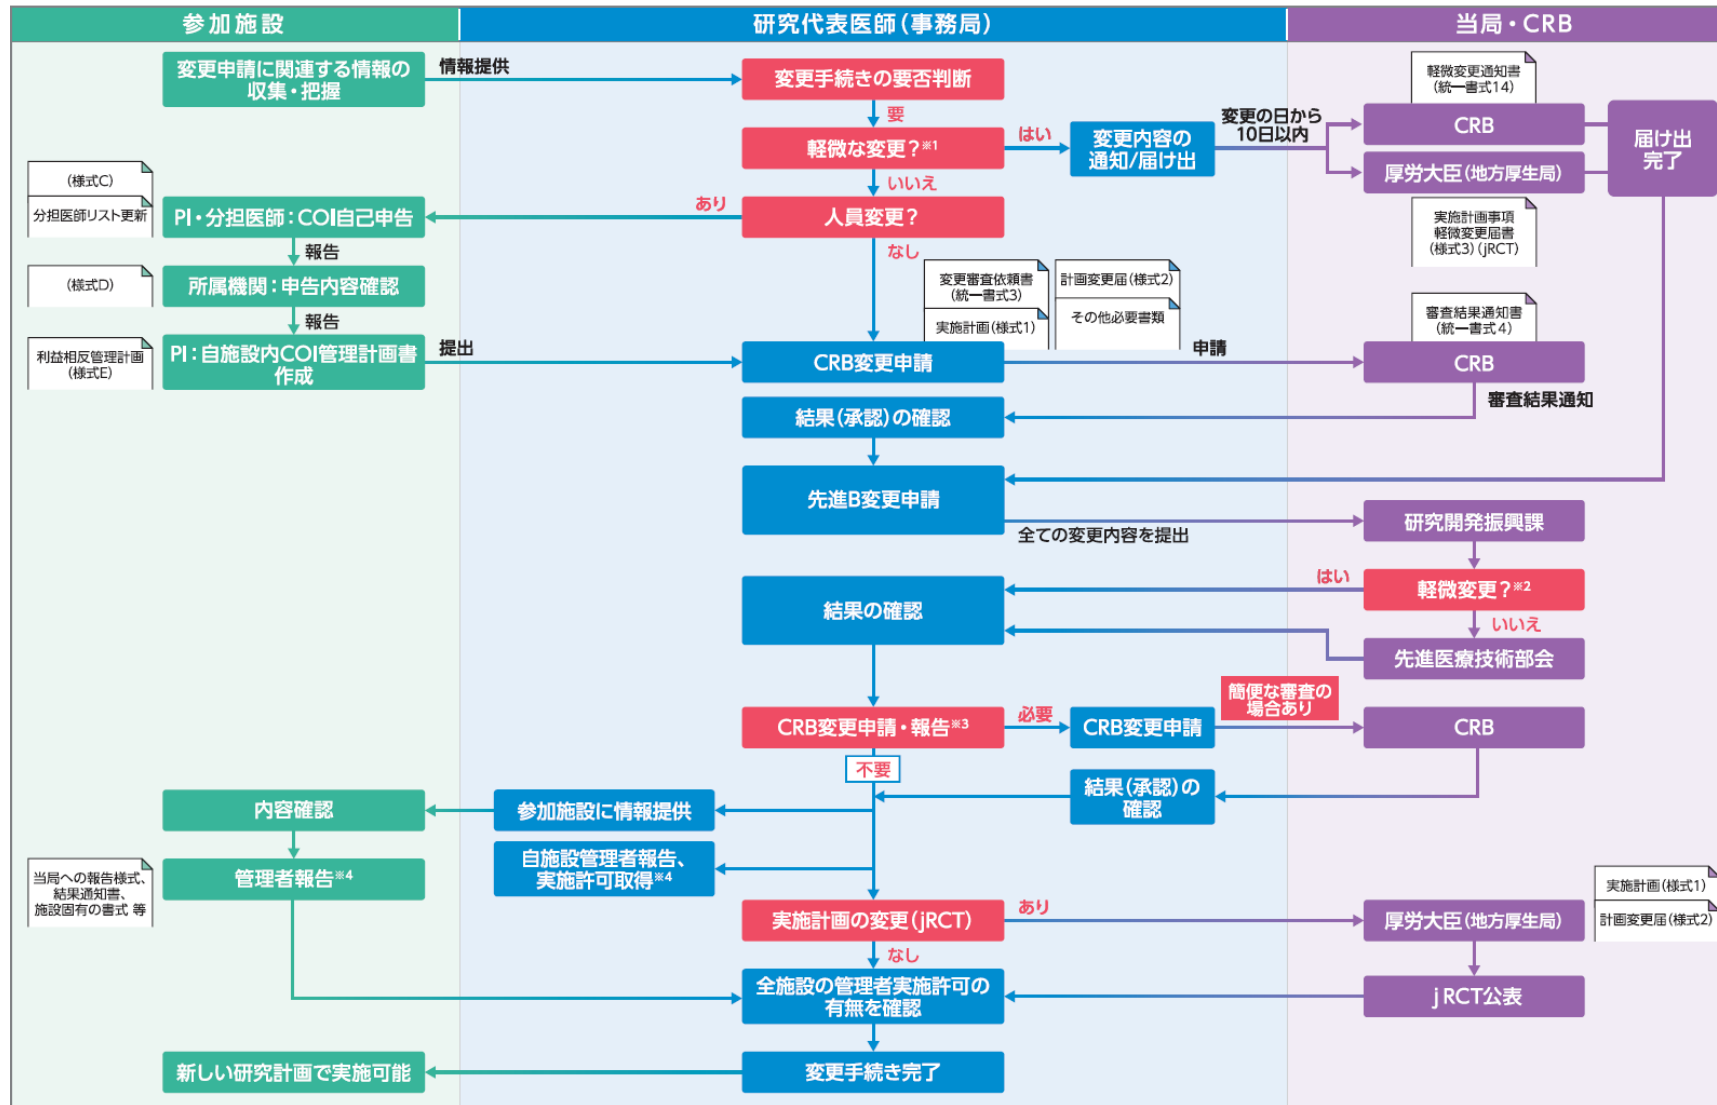 参加施設
研究代表医師(事務局)
当局・CRB
変更申請に関連する情報の
収集・把握
情報提供
変更手続きの要否判断
要
軽微変更通知書
(統一書式14)
軽微な変更?※1
はい
変更内容の
通知/届け出
変更の日から
10日以内
CRB
厚労大臣(地方厚生局)
届け出
完了
いいえ
(様式C)
分担医師リスト更新
PI・分担医師:COI自己申告
あり
人員変更?
なし
実施計画事項
軽微変更届書
(様式3)(jRCT)
報告
(様式D)
所属機関:申告内容確認
報告
変更審査依頼書
(統一書式3)
計画変更届(様式2)
実施計画(様式1)
その他必要書類
審査結果通知書
(統一書式4)
利益相反管理計画
(様式E)
PI:自施設内COI管理計画書
作成
提出
CRB変更申請
申請
CRB
審査結果通知
結果(承認)の確認
先進B変更申請
全ての変更内容を提出
研究開発振興課
はい
軽微変更?※2
いいえ
結果の確認
先進医療技術部会
CRB変更申請・報告※3
必要
CRB変更申請
簡便な審査の
場合あり
CRB
不要
結果(承認)の
確認
内容確認
参加施設に情報提供
自施設管理者報告、
実施許可取得※4
当局への報告様式、
結果通知書、
施設固有の書式 等
管理者報告※4
実施計画の変更(jRCT)
あり
なし
厚労大臣(地方厚生局)
実施計画(様式1)
計画変更届(様式2)
全施設の管理者実施許可の
有無を確認
jRCT公表
新しい研究計画で実施可能
変更手続き完了